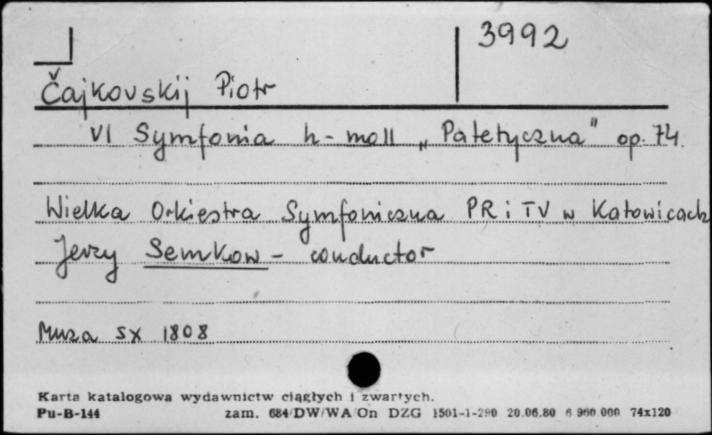 3992
Čajkovskij Piotr
VI Symfonia h-moll „Patetyczna" op. 74.
Wielka Orkiestra Symfoniczna PR i TV w Katowicach
Jerzy Semkow - conductor
Muza SX 1808
Karta katalogowa wydawnictw ciągłych i zwartych.
Pu-B-144 zam. 684/DW/WA/On DZG 1501-1-290 20.06.80 6 960.000 74x120